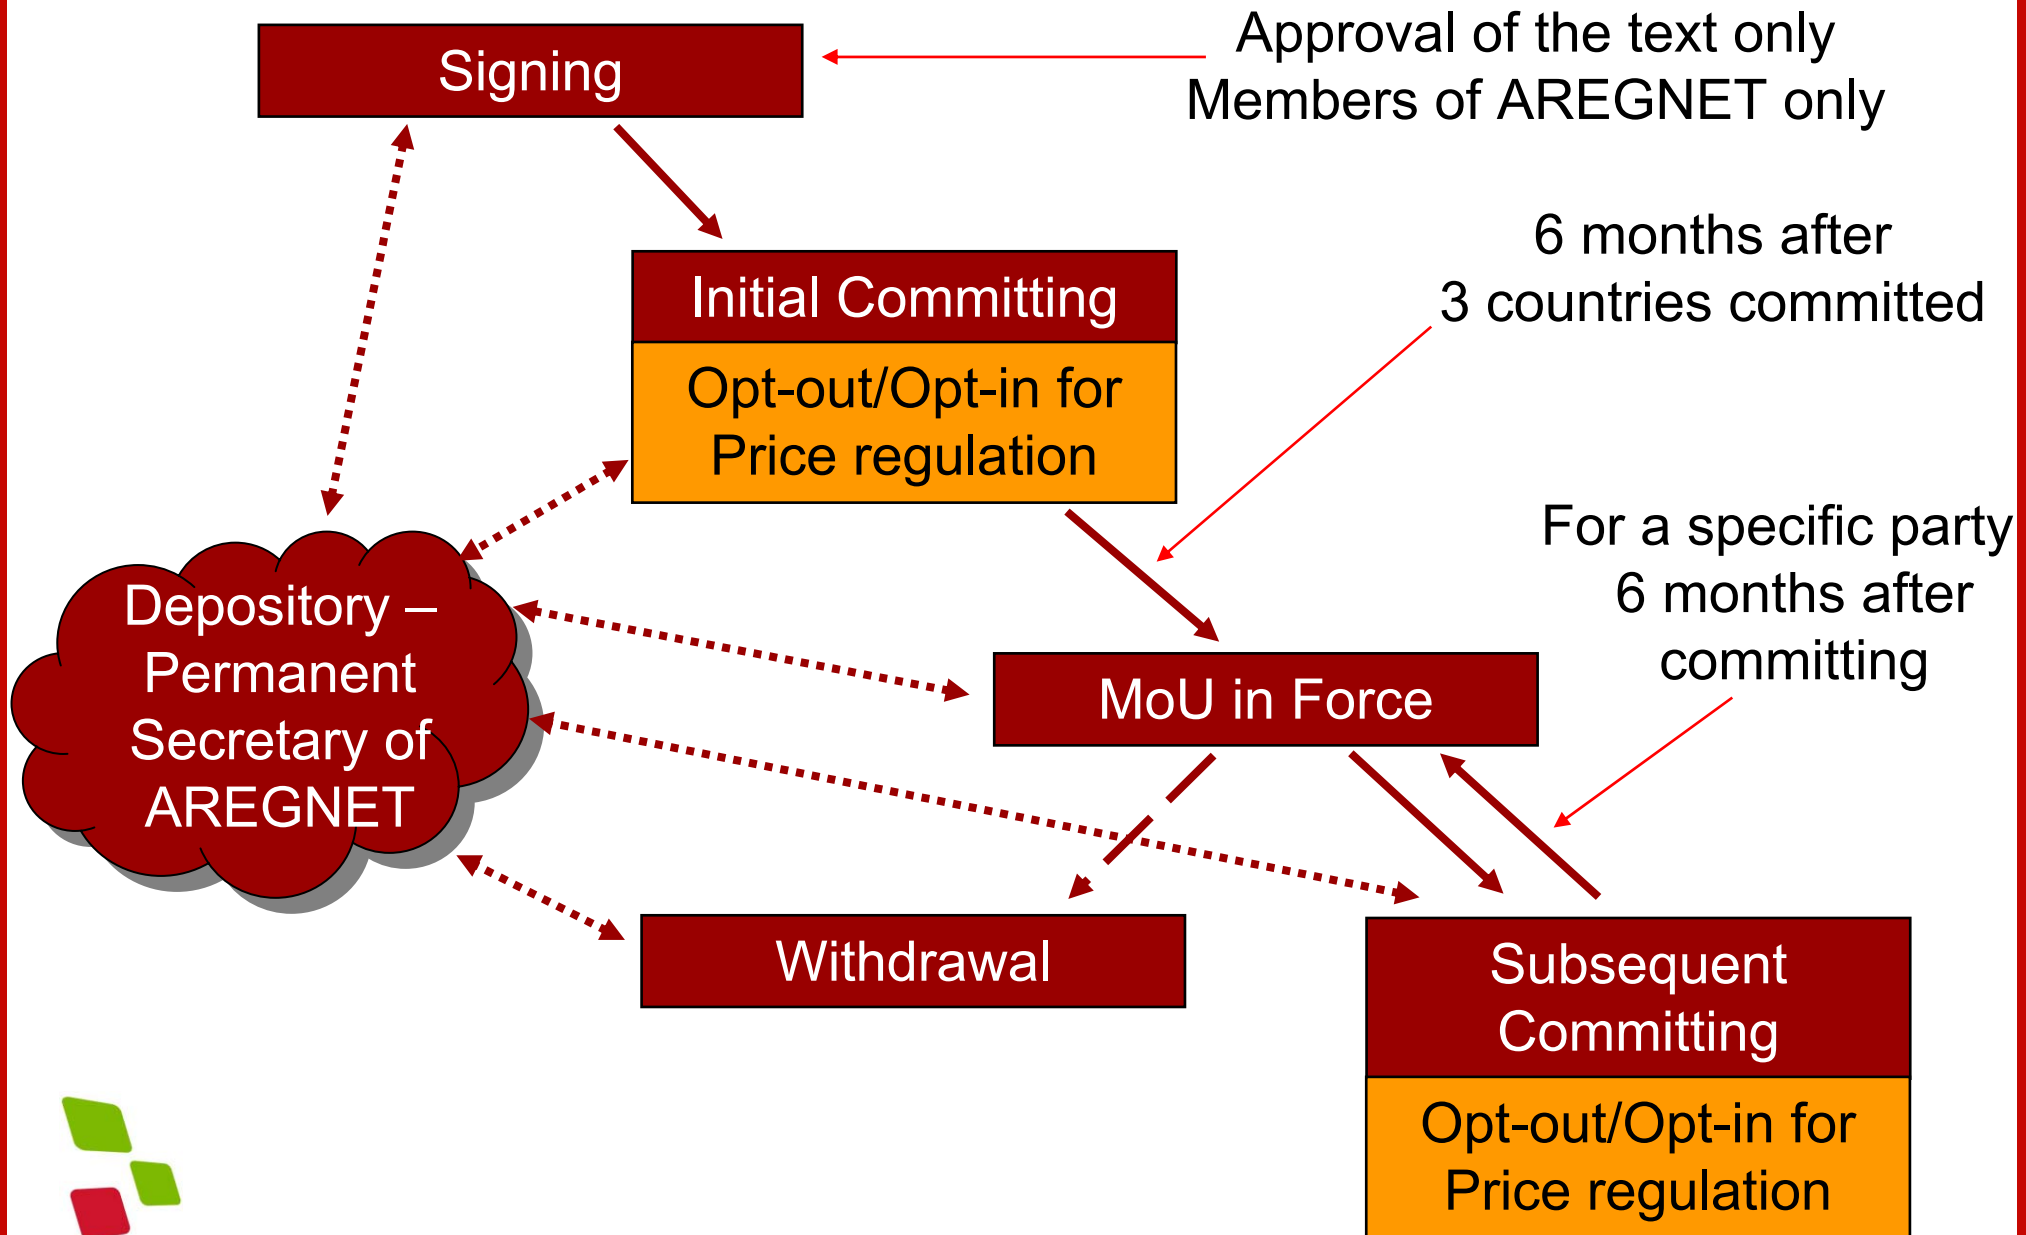 Signing
Approval of the text only
Members of AREGNET only
6 months after
3 countries committed
Initial Committing
Opt-out/Opt-in for
Price regulation
For a specific party
6 months after
committing
Depository –
Permanent
Secretary of
AREGNET
MoU in Force
Withdrawal
Subsequent
Committing
Opt-out/Opt-in for
Price regulation